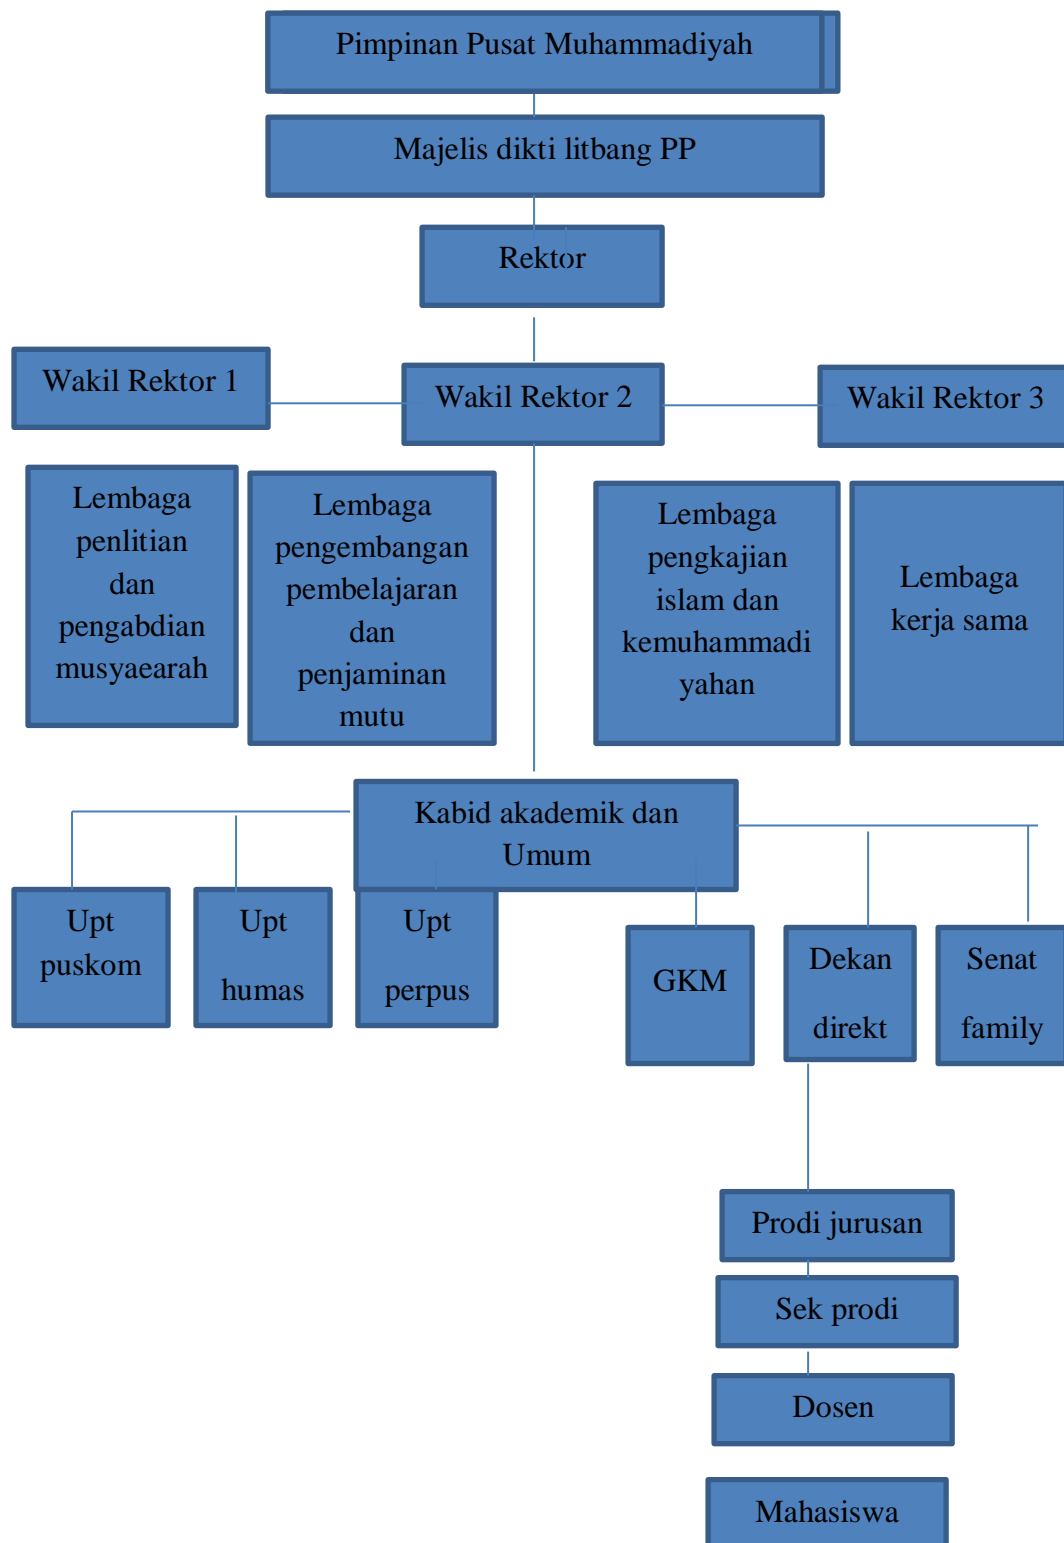 Pimpinan Pusat Muhammadiyah
Majelis dikti litbang PP
Rektor
Wakil Rektor 1
Wakil Rektor 2
Wakil Rektor 3
Lembaga
penlitian
dan
pengabdian
musyaearah
Lembaga
pengembangan
pembelajaran
dan
penjaminan
mutu
Lembaga
pengkajian
islam dan
kemuhammadi
yahan
Lembaga
kerja sama
Kabid akademik dan
Umum
Upt
puskom
Upt
humas
Upt
perpus
GKM
Dekan
direkt
Senat
family
Prodi jurusan
Sek prodi
Dosen
Mahasiswa